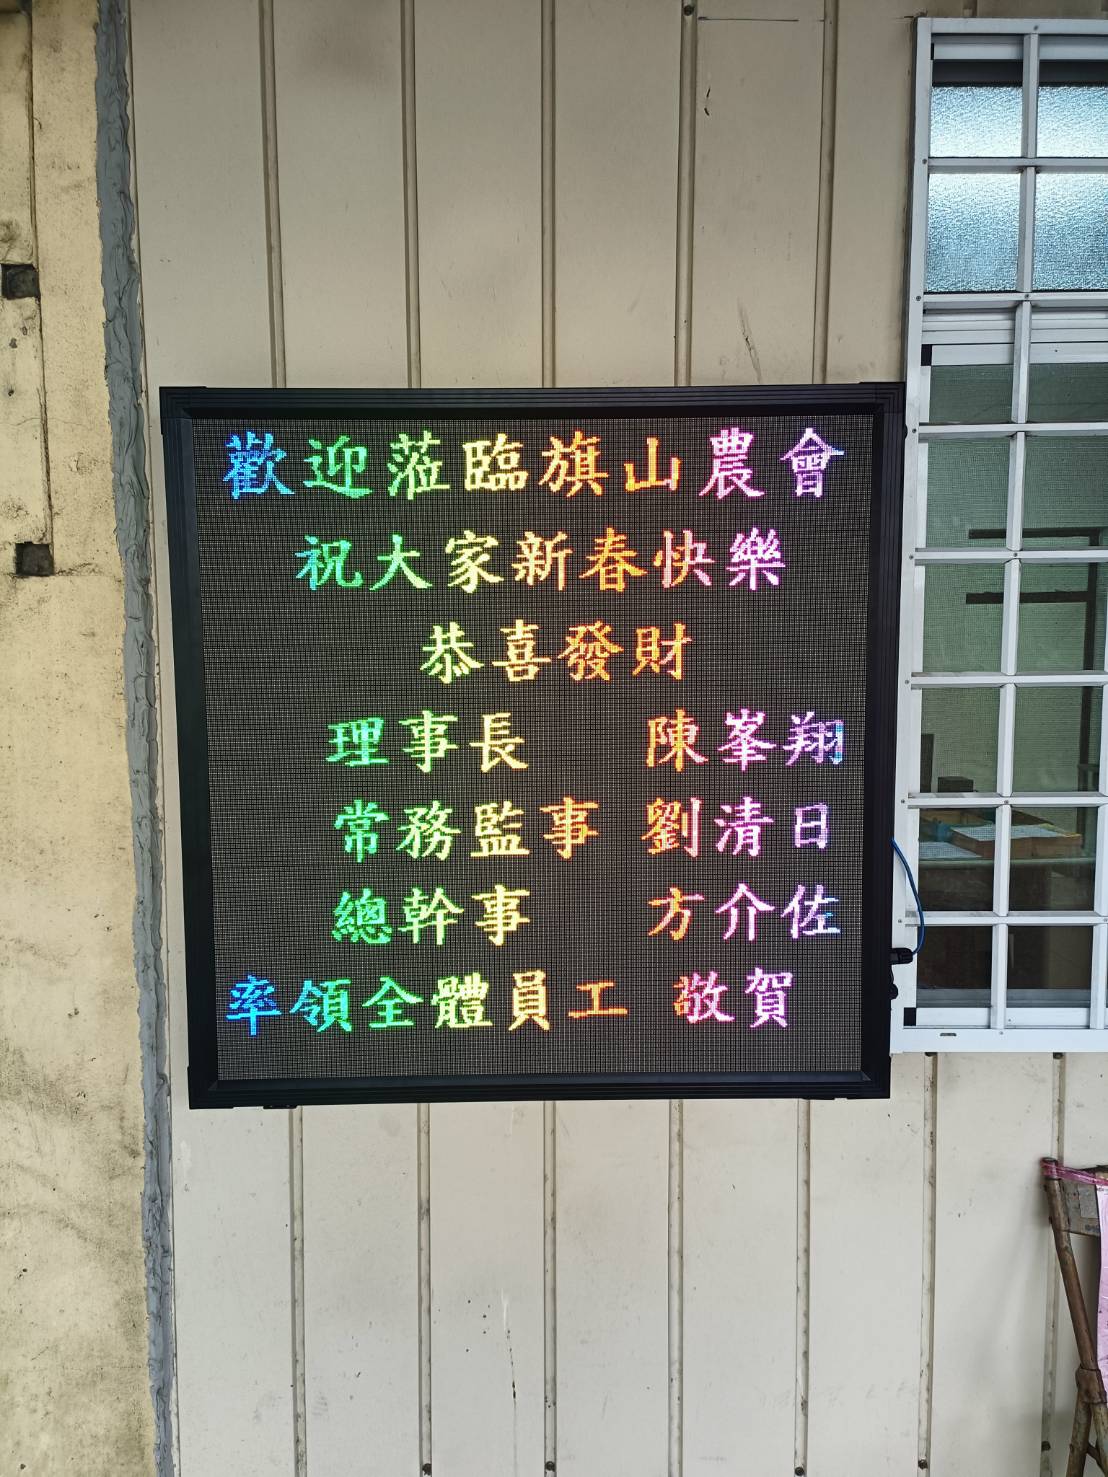 歡迎蒞臨旗山農會
祝大家新春快樂
恭喜發財
理事長 陳峯翔
常務監事 劉清日
總幹事 方介佐
率領全體員工 敬賀